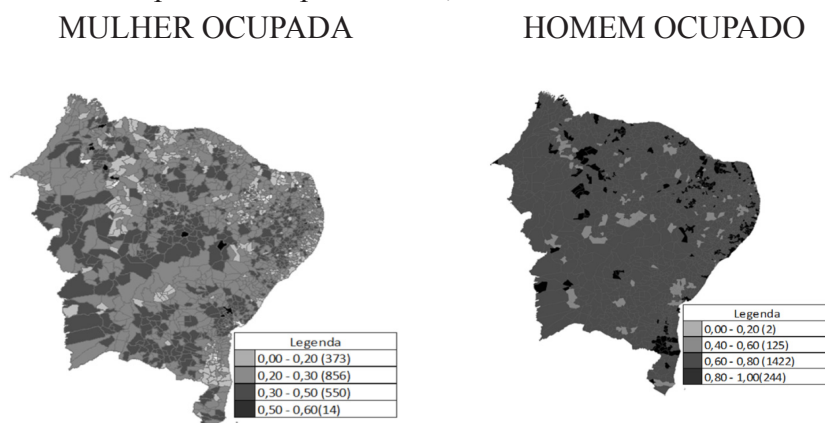 MULHER OCUPADA
HOMEM OCUPADO
Legenda
0,00 - 0,20 (373)
0,20 - 0,30 (856)
0,30 - 0,50 (550)
0,50 - 0,60(14)
Legenda
0,00 - 0,20 (2)
0,40 - 0,60 (125)
0,60 - 0,80 (1422)
0,80 - 1,00(244)